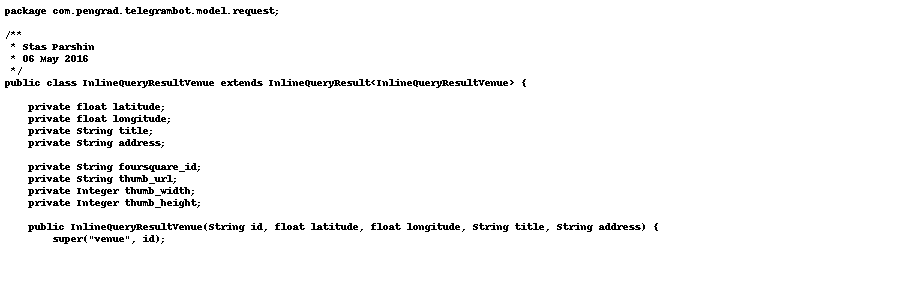 package com.pengrad.telegrambot.model.request;

/**
 * Stas Parshin
 * 06 May 2016
 */
public class InlineQueryResultVenue extends InlineQueryResult<InlineQueryResultVenue> {

    private float latitude;
    private float longitude;
    private String title;
    private String address;

    private String foursquare_id;
    private String thumb_url;
    private Integer thumb_width;
    private Integer thumb_height;

    public InlineQueryResultVenue(String id, float latitude, float longitude, String title, String address) {
        super("venue", id);